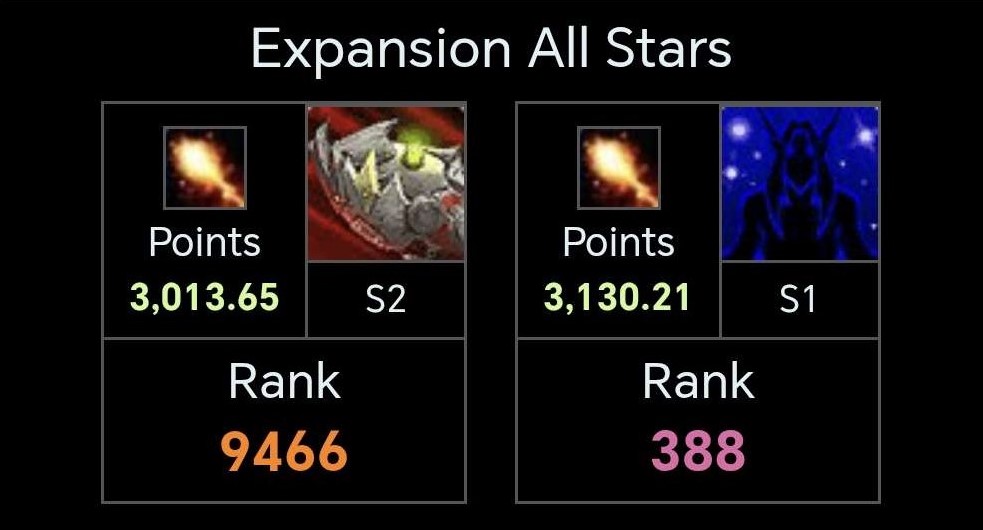 Expansion All Stars
Points
3,013.65
S2
Rank
9466
Points
3,130.21
S1
Rank
388